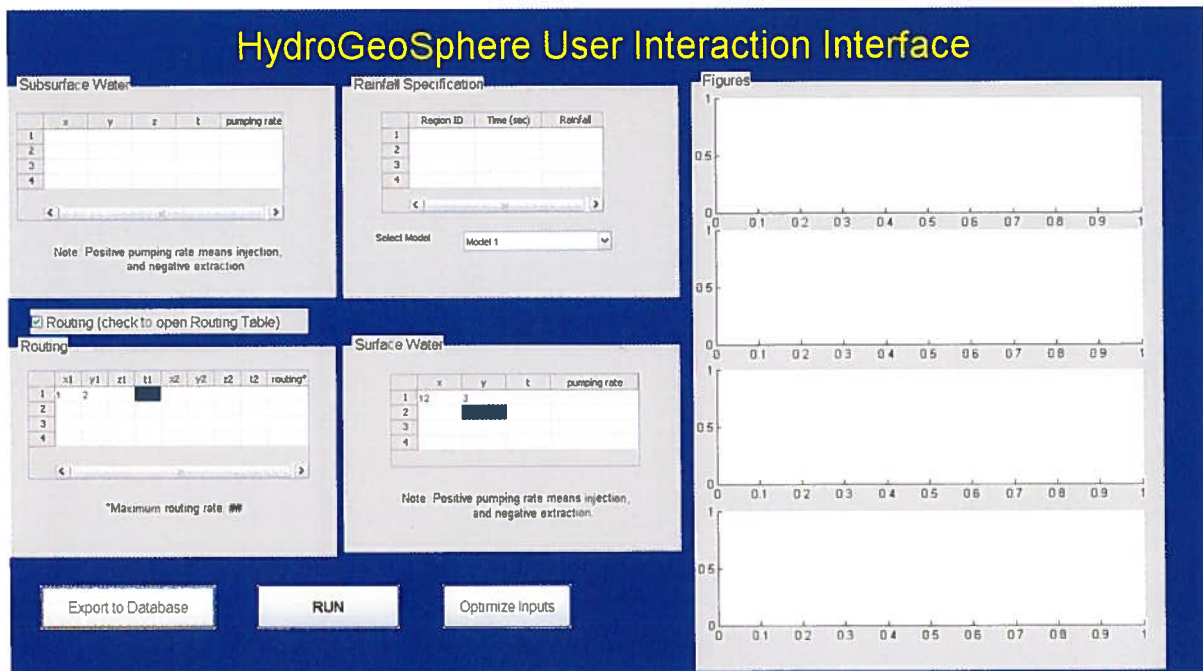 HydroGeoSphere User Interaction Interface
Subsurface Water
x y z t pumping rate
1
2
3
4
Note: Positive pumping rate means injection,
and negative extraction
Rainfall Specification
Region ID Time (sec) Rainfall
1
2
3
4
Select Model Model 1
Routing (check to open Routing Table)
Routing
x1 y1 z1 t1 x2 y2 z2 t2 routing*
1 1 2
2
3
4
*Maximum routing rate: ##
Surface Water
x y t pumping rate
1 12 3
2
3
4
Note: Positive pumping rate means injection,
and negative extraction.
Export to Database RUN Optimize Inputs
Figures
1
0.5
0
0 0.1 0.2 0.3 0.4 0.5 0.6 0.7 0.8 0.9 1
1
0.5
0
0 0.1 0.2 0.3 0.4 0.5 0.6 0.7 0.8 0.9 1
1
0.5
0
0 0.1 0.2 0.3 0.4 0.5 0.6 0.7 0.8 0.9 1
1
0.5
0
0 0.1 0.2 0.3 0.4 0.5 0.6 0.7 0.8 0.9 1